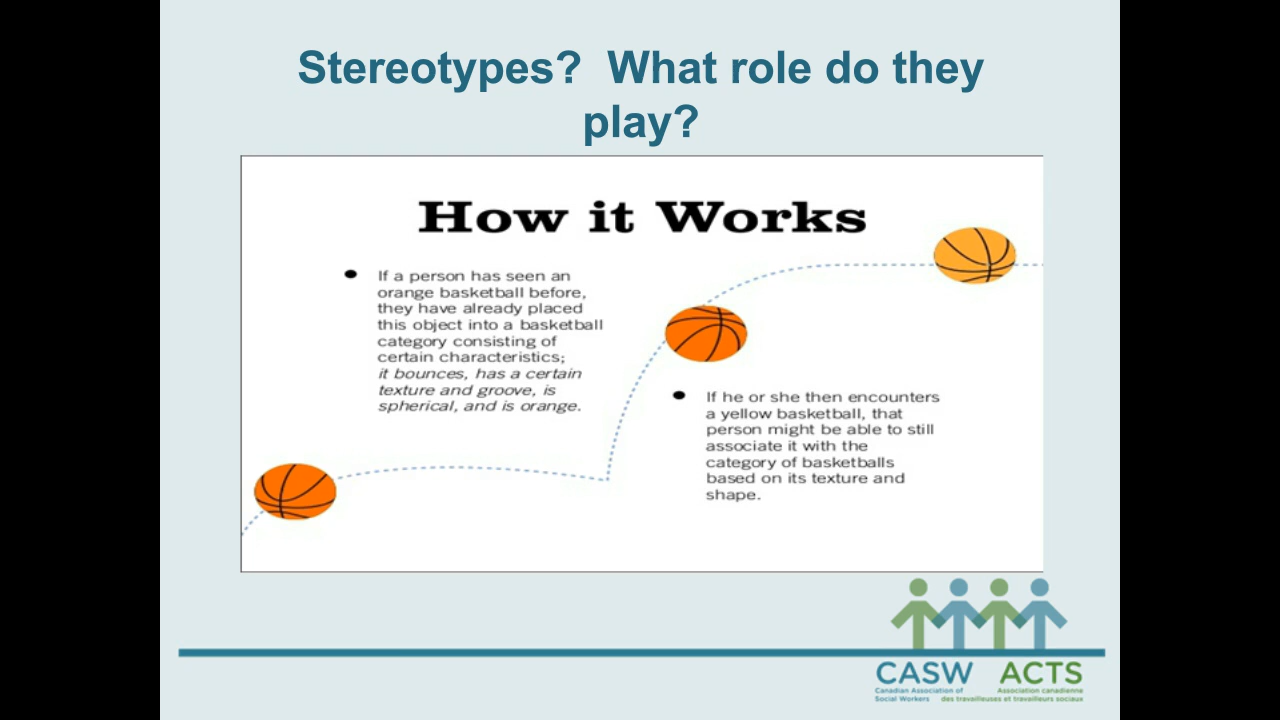 Stereotypes? What role do they
play?
How it Works
If a person has seen an
orange basketball before,
they have already placed
this object into a basketball
category consisting of
certain characteristics;
it bounces, has a certain
texture and groove, is
spherical, and is orange.
If he or she then encounters
a yellow basketball, that
person might be able to still
associate it with the
category of basketballs
based on its texture and
shape.
CASW ACTS
Canadian Association of Association canadienne
Social Workers des travailleuses et travailleurs sociaux